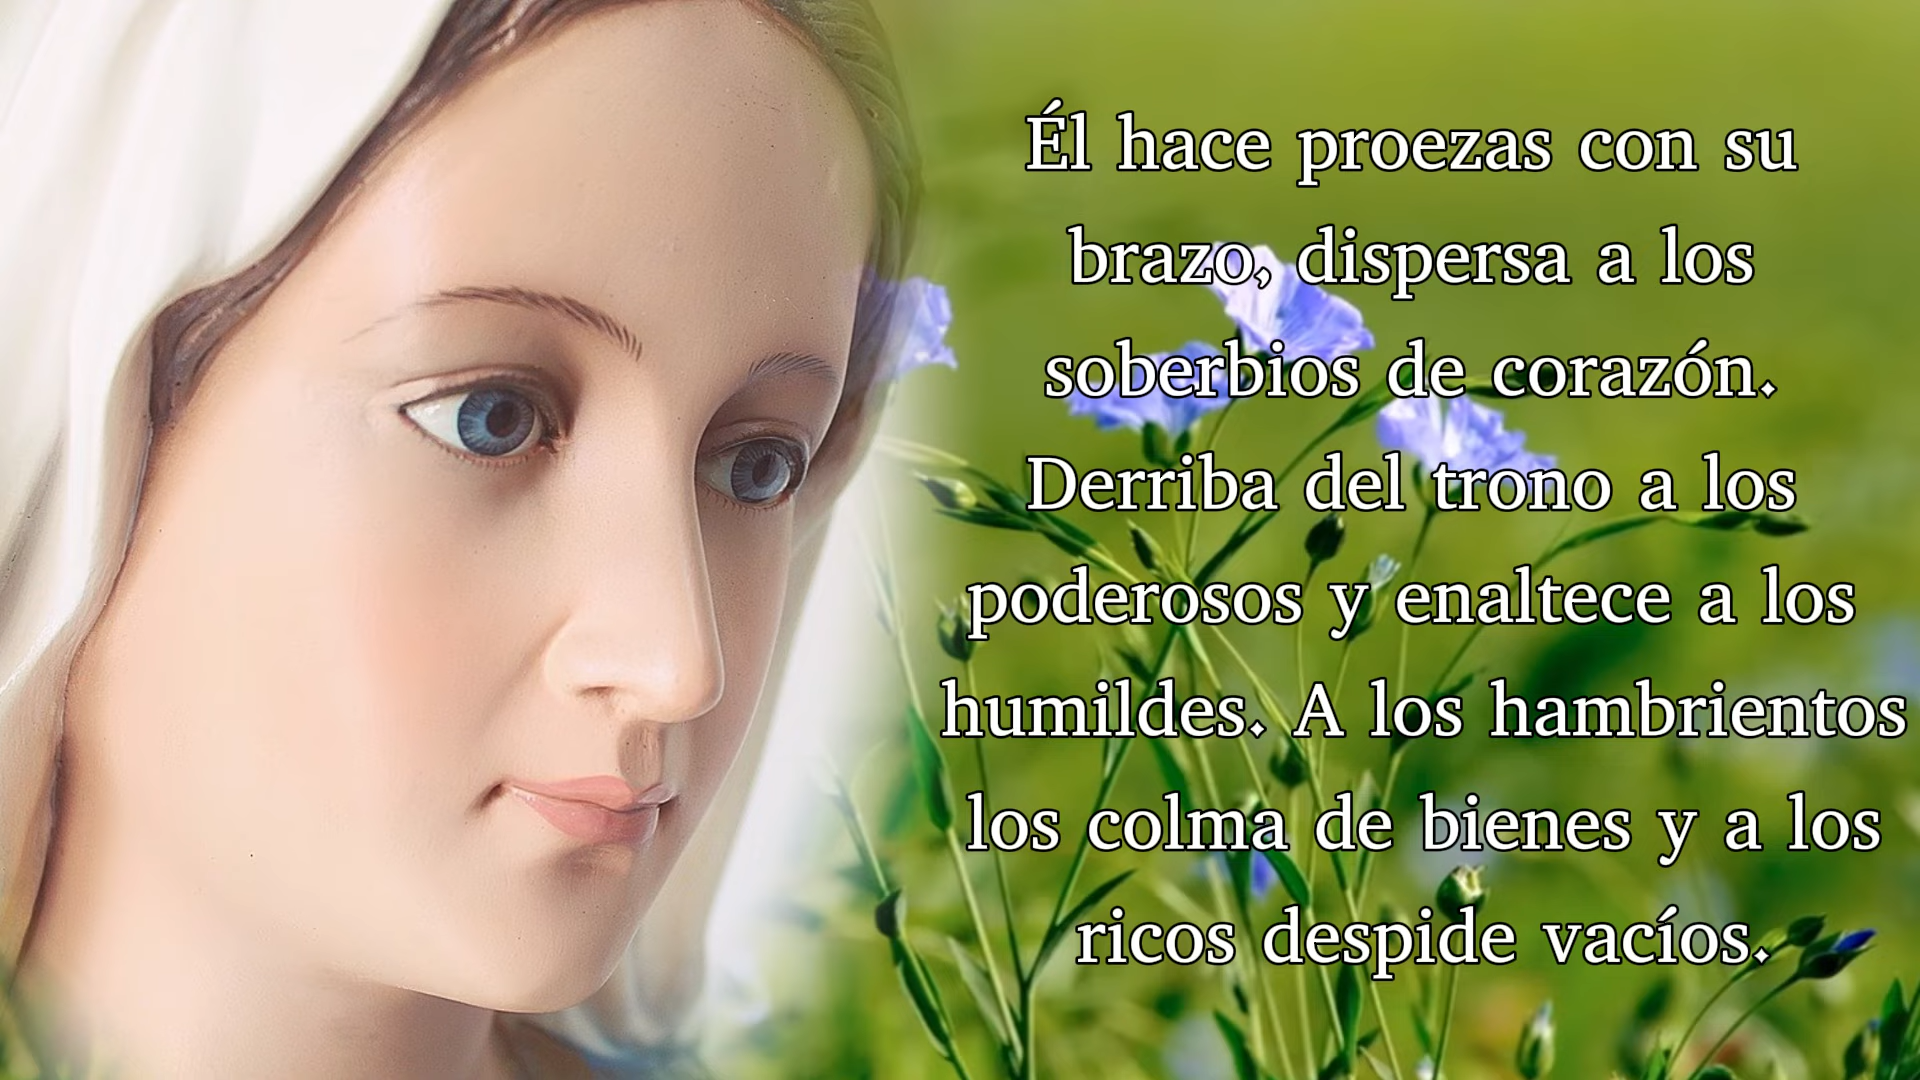 Él hace proezas con su
brazo, dispersa a los
soberbios de corazón.
Derriba del trono a los
poderosos y enaltece a los
humildes. A los hambrientos
los colma de bienes y a los
ricos despide vacíos.